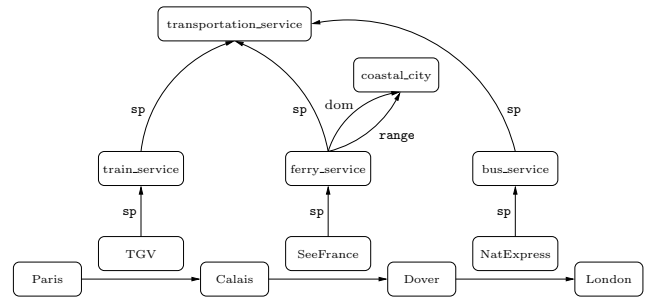 transportation_service
coastal_city
sp
sp
dom
sp
range
train_service
ferry_service
bus_service
sp
sp
sp
TGV
SeeFrance
NatExpress
Paris
Calais
Dover
London